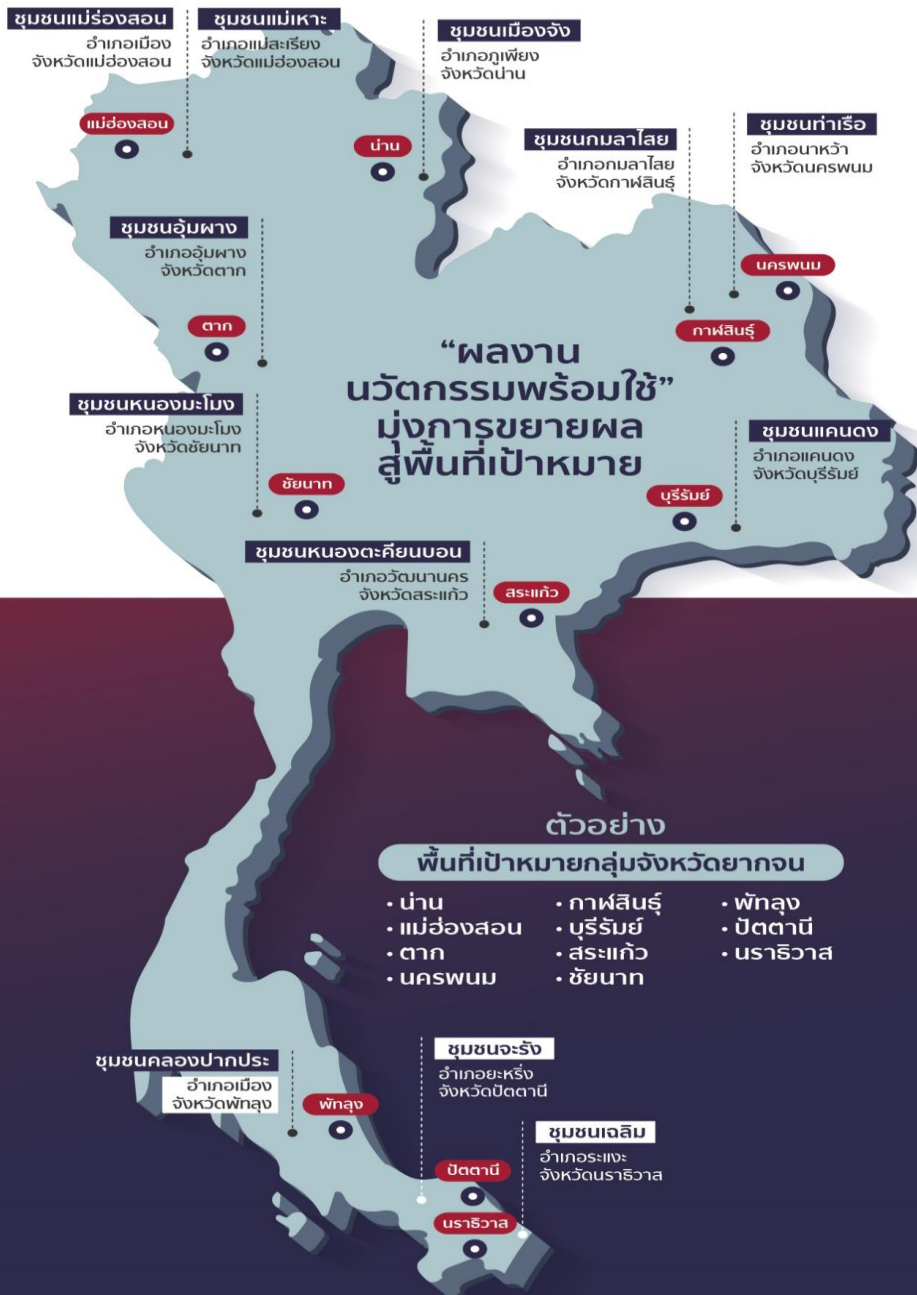 ชุมชนแม่ร่องสอน
อำเภอเมือง
จังหวัดแม่ฮ่องสอน
ชุมชนแม่เหาะ
อำเภอแม่สะเรียง
จังหวัดแม่ฮ่องสอน
ชุมชนเมืองจัง
อำเภอภูเพียง
จังหวัดน่าน
ชุมชนกมลาไสย
อำเภอกมลาไสย
จังหวัดกาฬสินธุ์
ชุมชนท่าเรือ
อำเภอนาหว้า
จังหวัดนครพนม
แม่ฮ่องสอน
น่าน
ชุมชนอุ้มผาง
อำเภออุ้มผาง
จังหวัดตาก
นครพนม
ตาก
กาฬสินธุ์
“ผลงาน
นวัตกรรมพร้อมใช้”
มุ่งการขยายผล
สู่พื้นที่เป้าหมาย
ชุมชนหนองมะโมง
อำเภอหนองมะโมง
จังหวัดชัยนาท
ชุมชนแคนดง
อำเภอแคนดง
จังหวัดบุรีรัมย์
ชัยนาท
บุรีรัมย์
ชุมชนหนองตะเคียนบอน
อำเภอวัฒนานคร
จังหวัดสระแก้ว
สระแก้ว
ตัวอย่าง
พื้นที่เป้าหมายกลุ่มจังหวัดยากจน
• น่าน
• แม่ฮ่องสอน
• ตาก
• นครพนม
• กาฬสินธุ์
• บุรีรัมย์
• สระแก้ว
• ชัยนาท
• พัทลุง
• ปัตตานี
• นราธิวาส
ชุมชนคลองปากประ
อำเภอเมือง
จังหวัดพัทลุง
พัทลุง
ชุมชนจะรัง
อำเภอยะหริ่ง
จังหวัดปัตตานี
ชุมชนเฉลิม
อำเภอระแงะ
จังหวัดนราธิวาส
ปัตตานี
นราธิวาส